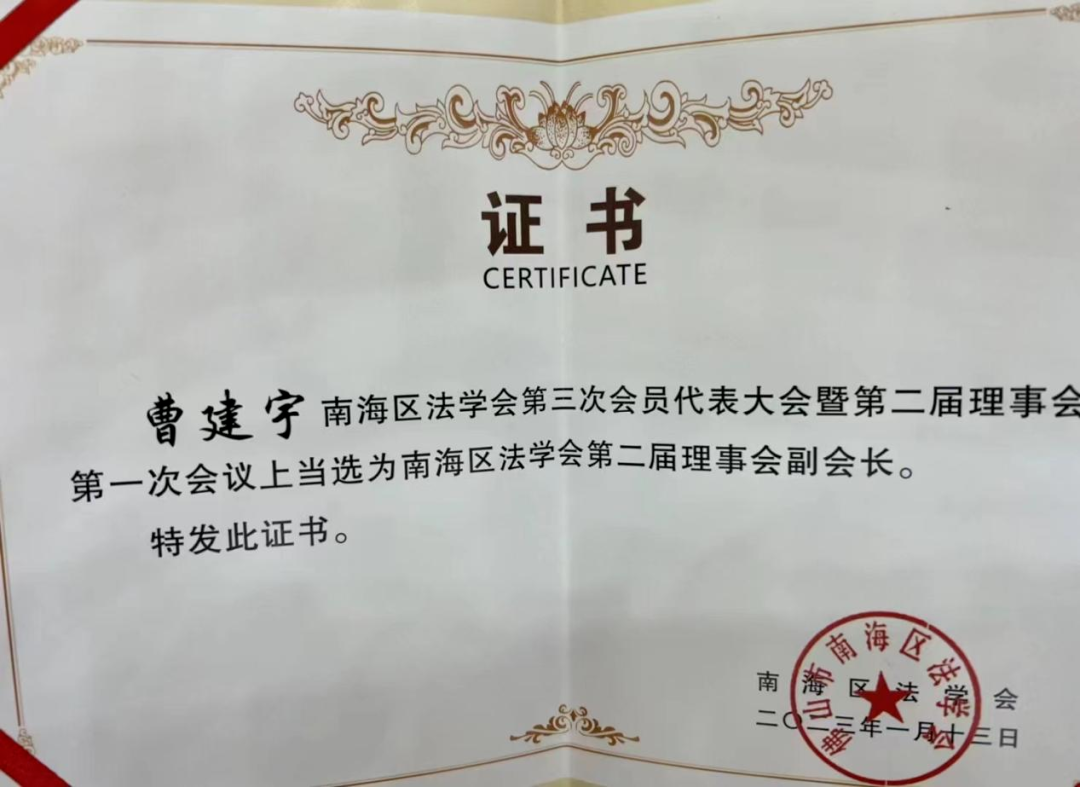 证书
CERTIFICATE
曹建宇 南海区法学会第三次会员代表大会暨第二届理事会
第一次会议上当选为南海区法学会第二届理事会副会长。
特发此证书。
南海区法学会
二〇二三年一月十三日
佛山市南海区法学会